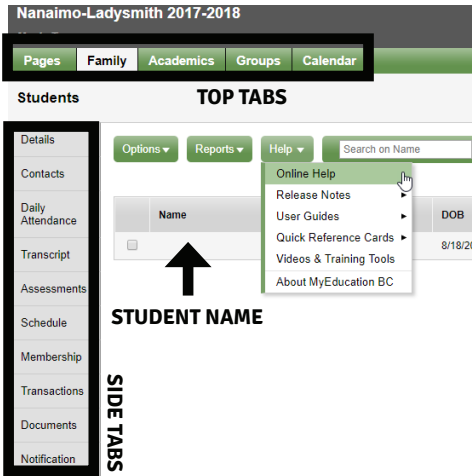 Nanaimo-Ladysmith 2017-2018
Pages Family Academics Groups Calendar
Students
TOP TABS
Details
Contacts
Daily
Attendance
Transcript
Assessments
Schedule
Membership
Transactions
Documents
Notification
Options Reports Help Search on Name
Online Help
Release Notes
User Guides
Quick Reference Cards
Videos & Training Tools
About MyEducation BC
Name DOB
8/18/20
STUDENT NAME
SIDE TABS